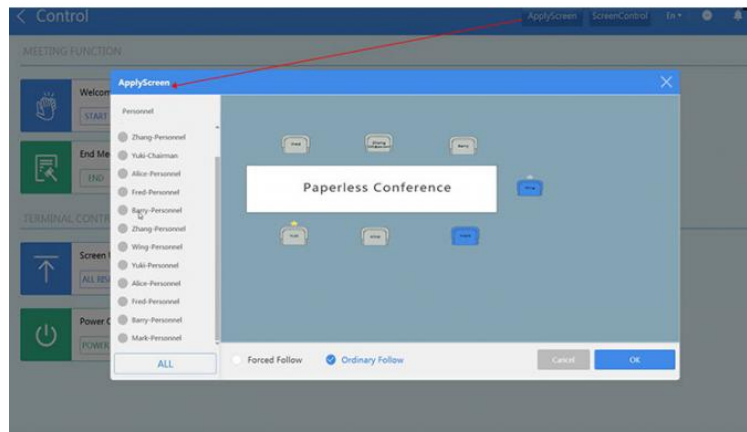 Control
ApplyScreen
ScreenControl
En
MEETING FUNCTION
ApplyScreen
Welcom
START
End Me
END
TERMINAL CONTR
Screen
ALL RIS
Power C
POWER
Personnel
Zhang-Personnel
Yuki-Chairman
Alice-Personnel
Fred-Personnel
Barry-Personnel
Zhang-Personnel
Wing-Personnel
Yuki-Personnel
Alice-Personnel
Fred-Personnel
Barry-Personnel
Mark-Personnel
ALL
Paperless Conference
Forced Follow
Ordinary Follow
Cancel
OK